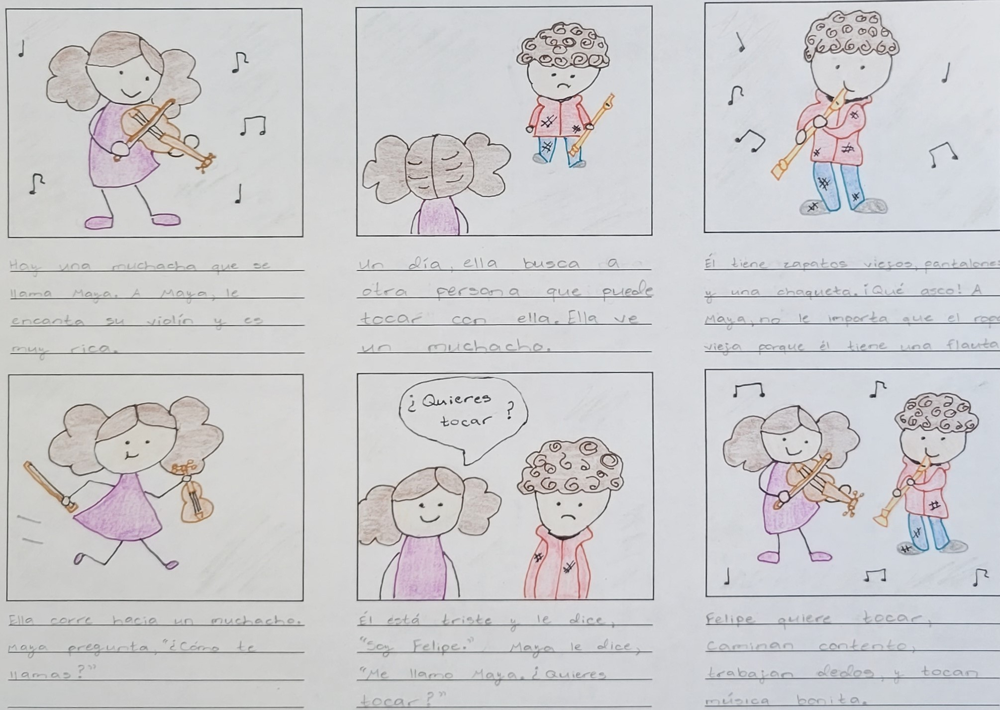 Hay una muchacha que se
llama Maya. A Maya, le
encanta su violín y es
muy rica.
Un día, ella busca a
otra persona que puede
tocar con ella. Ella ve
un muchacho.
Él tiene zapatos viejos, pantalones
y una chaqueta. ¡Qué asco! A
Maya, no le importa que el ropa
vieja porque él tiene una flauta
Ella corre hacia un muchacho.
Maya pregunta, "¿Cómo te
llamas?"
¿Quieres
tocar ?
Él está triste y le dice,
"Soy Felipe." Maya le dice,
"Me llamo Maya. ¿Quieres
tocar?"
Felipe quiere tocar,
caminan contento,
trabajan dedos, y tocan
música bonita.